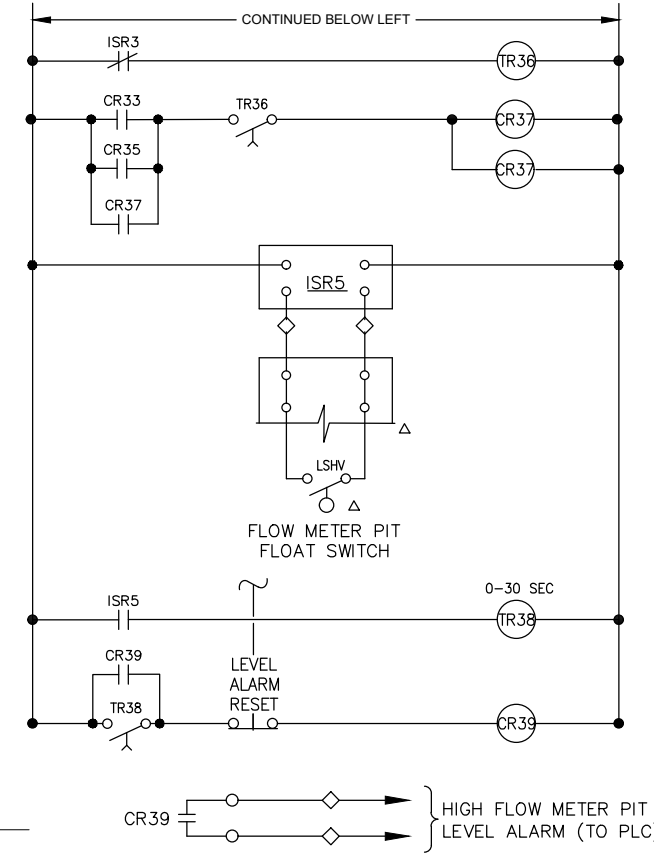 CONTINUED BELOW LEFT
ISR3
TR36
CR33
TR36
CR37
CR35
CR37
CR37
ISR5
LSHV
FLOW METER PIT
FLOAT SWITCH
0-30 SEC
ISR5
TR38
CR39
LEVEL
ALARM
RESET
TR38
CR39
CR39
HIGH FLOW METER PIT
LEVEL ALARM (TO PLC)